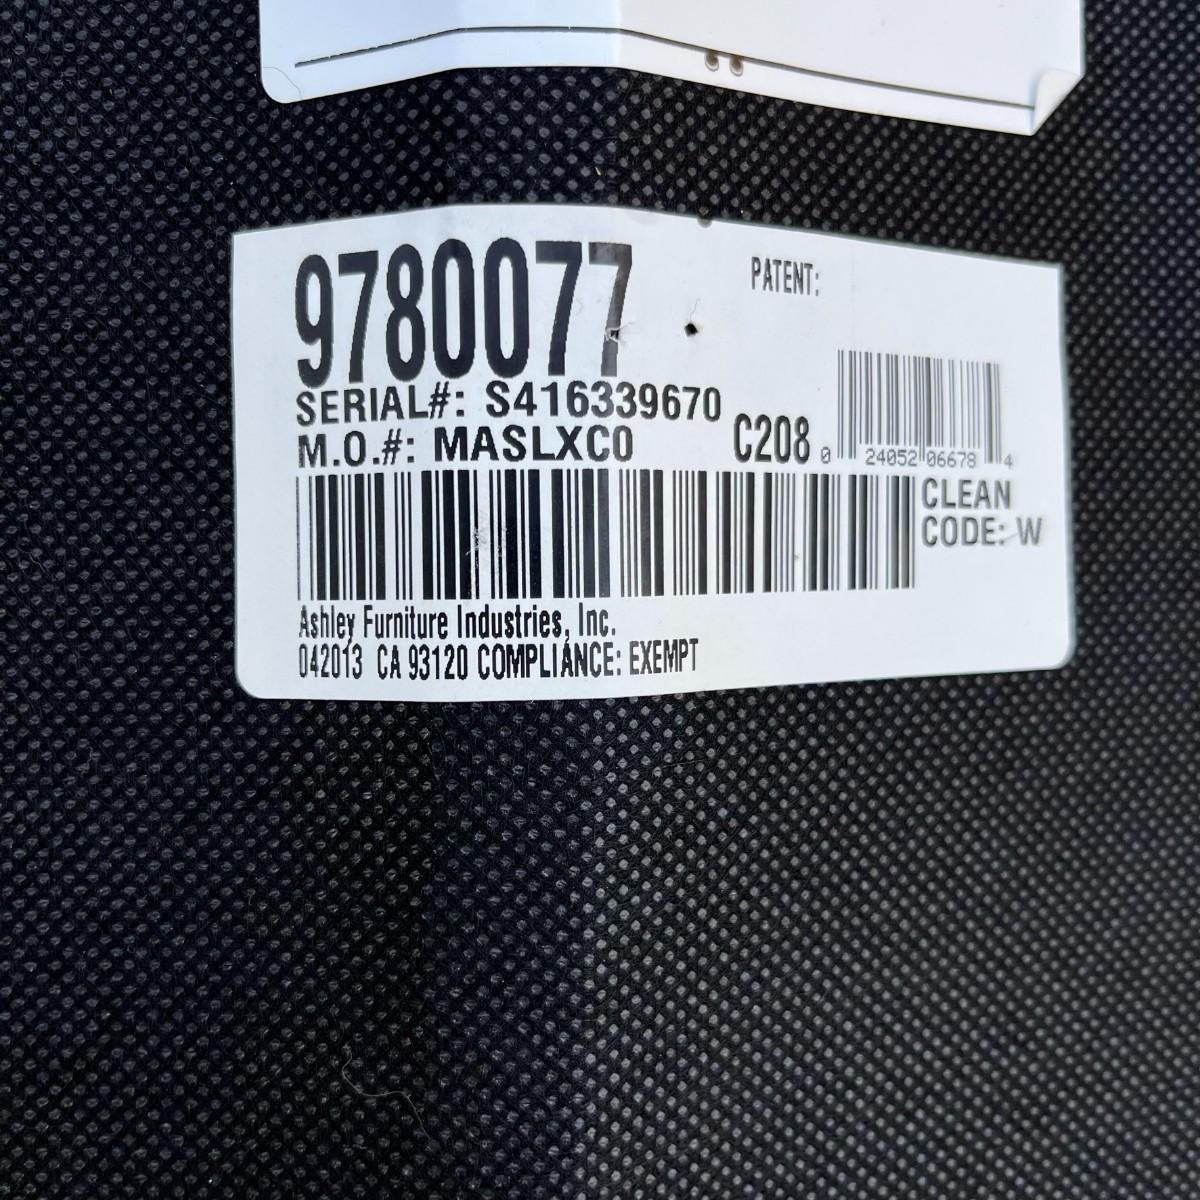 9780077
PATENT:
SERIAL#: S416339670
M.O.#: MASLXC0
C208
0 24052 06678 4
CLEAN
CODE: W
Ashley Furniture Industries, Inc.
042013 CA 93120 COMPLIANCE: EXEMPT